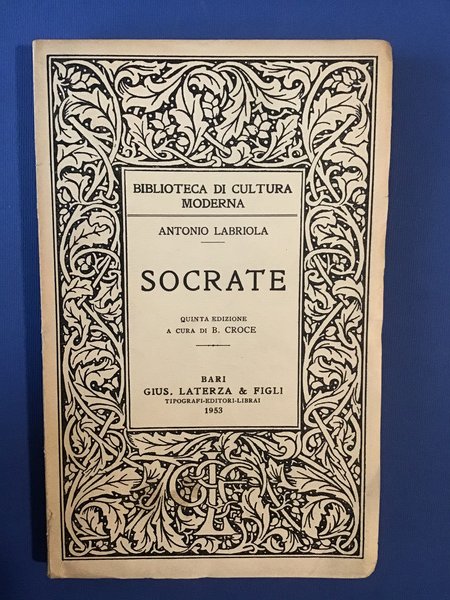 BIBLIOTECA DI CULTURA
MODERNA
ANTONIO LABRIOLA
SOCRATE
QUINTA EDIZIONE
A CURA DI B. CROCE
BARI
GIUS. LATERZA & FIGLI
TIPOGRAFI-EDITORI-LIBRAI
1953